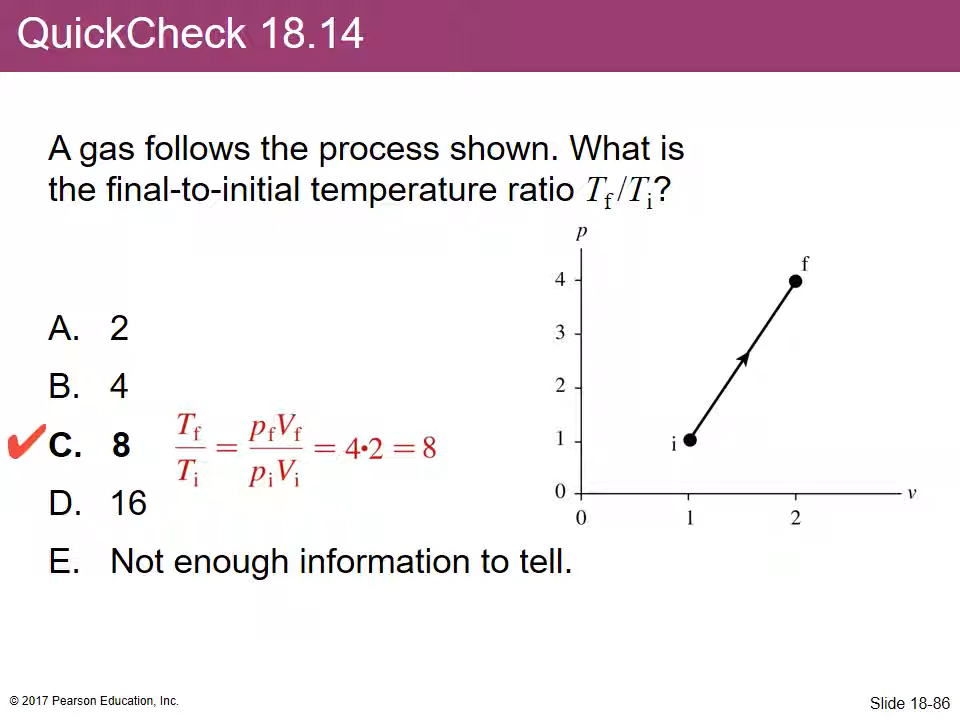 QuickCheck 18.14
A gas follows the process shown. What is
the final-to-initial temperature ratio Tf/Ti?
A. 2
B. 4
✔ C. 8 Tf/Ti = pfVf/piVi = 4•2 = 8
D. 16
E. Not enough information to tell.
p
f
4
3
2
1
i
0
v
0 1 2
© 2017 Pearson Education, Inc.
Slide 18-86